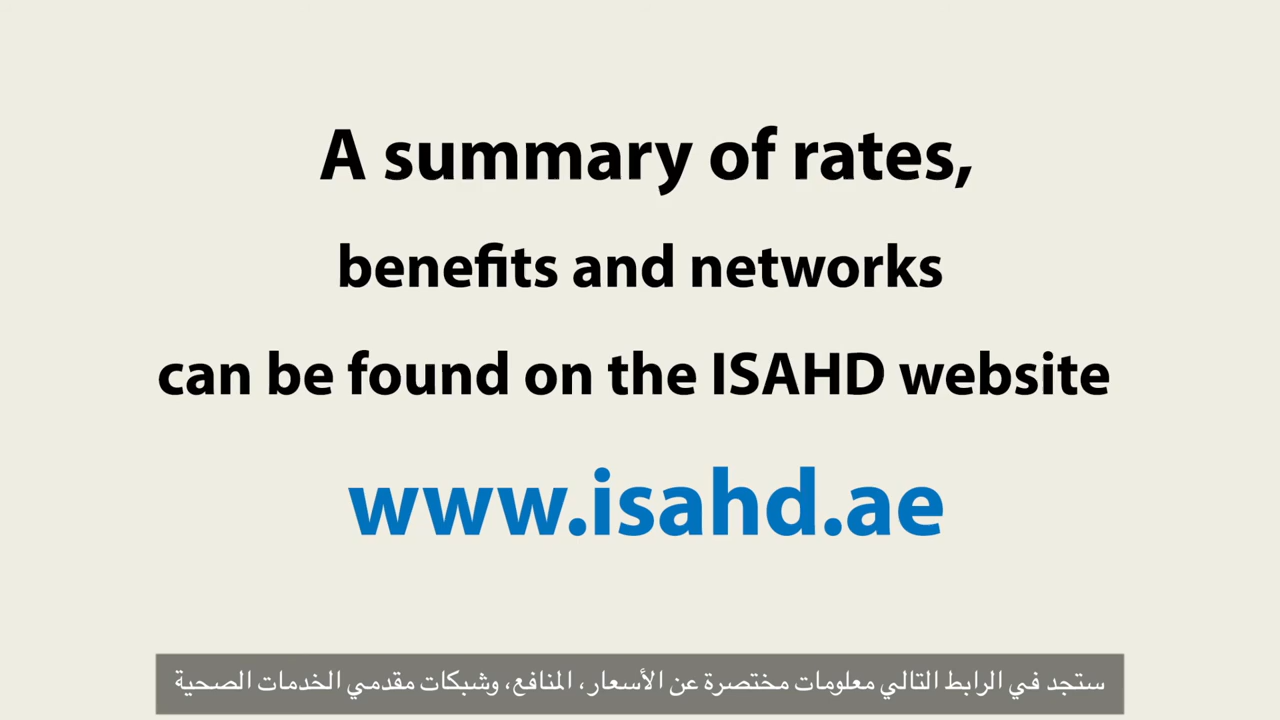 A summary of rates,
benefits and networks
can be found on the ISAHD website
www.isahd.ae
ستجد في الرابط التالي معلومات مختصرة عن الأسعار، المنافع، وشبكات مقدمي الخدمات الصحية